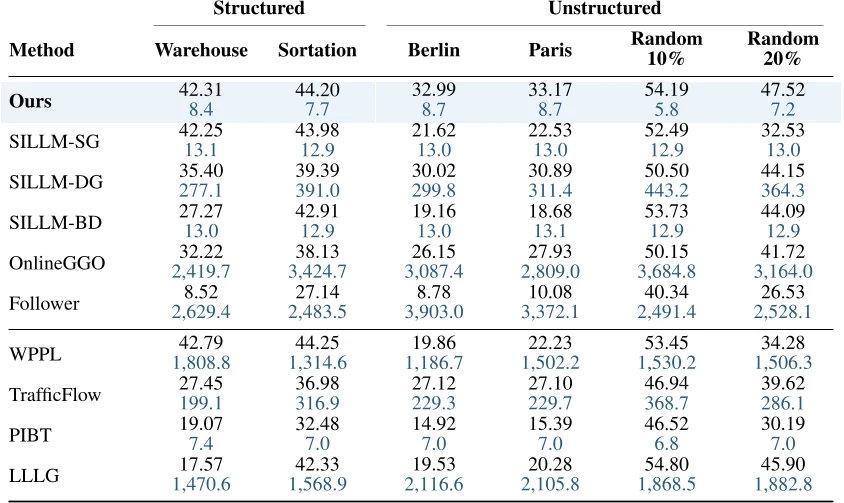 Structured Unstructured
Method Warehouse Sortation Berlin Paris Random 10% Random 20%
Ours 42.31 44.20 32.99 33.17 54.19 47.52
8.4 7.7 8.7 8.7 5.8 7.2
SILLM-SG 42.25 43.98 21.62 22.53 52.49 32.53
13.1 12.9 13.0 13.0 12.9 13.0
SILLM-DG 35.40 39.39 30.02 30.89 50.50 44.15
277.1 391.0 299.8 311.4 443.2 364.3
SILLM-BD 27.27 42.91 19.16 18.68 53.73 44.09
13.0 12.9 13.0 13.1 12.9 12.9
OnlineGGO 32.22 38.13 26.15 27.93 50.15 41.72
2,419.7 3,424.7 3,087.4 2,809.0 3,684.8 3,164.0
Follower 8.52 27.14 8.78 10.08 40.34 26.53
2,629.4 2,483.5 3,903.0 3,372.1 2,491.4 2,528.1
WPPL 42.79 44.25 19.86 22.23 53.45 34.28
1,808.8 1,314.6 1,186.7 1,502.2 1,530.2 1,506.3
TrafficFlow 27.45 36.98 27.12 27.10 46.94 39.62
199.1 316.9 229.3 229.7 368.7 286.1
PIBT 19.07 32.48 14.92 15.39 46.52 30.19
7.4 7.0 7.0 7.0 6.8 7.0
LLLG 17.57 42.33 19.53 20.28 54.80 45.90
1,470.6 1,568.9 2,116.6 2,105.8 1,868.5 1,882.8